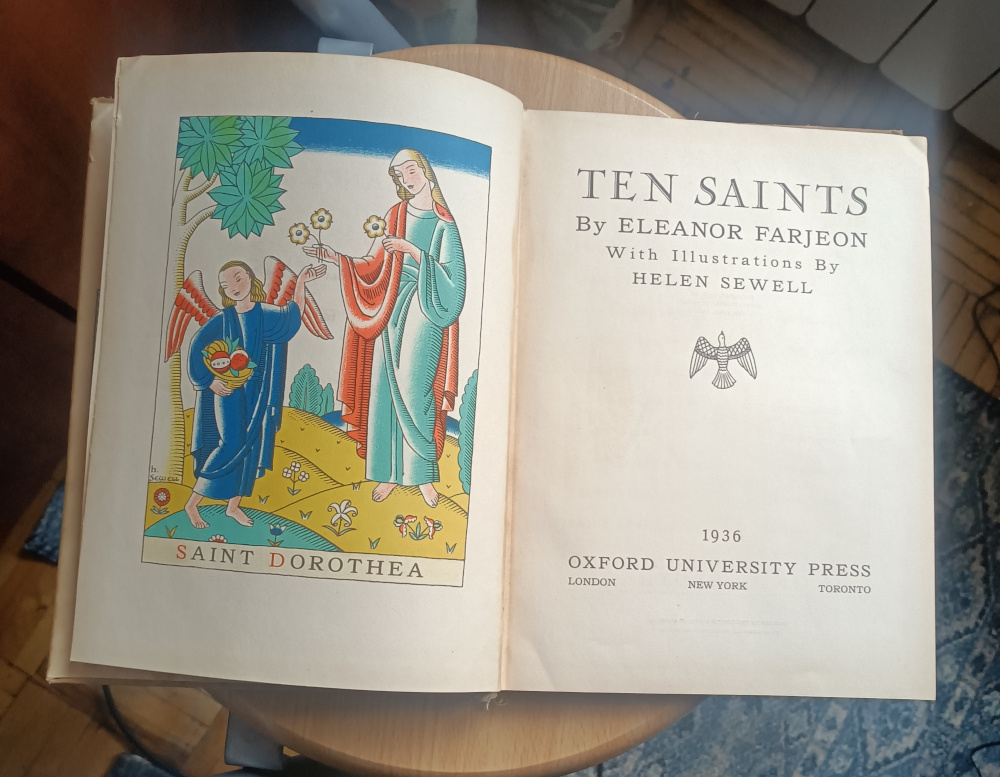 h.
Sewell
SAINT DOROTHEA
TEN SAINTS
By ELEANOR FARJEON
With Illustrations By
HELEN SEWELL
1936
OXFORD UNIVERSITY PRESS
LONDON NEW YORK TORONTO